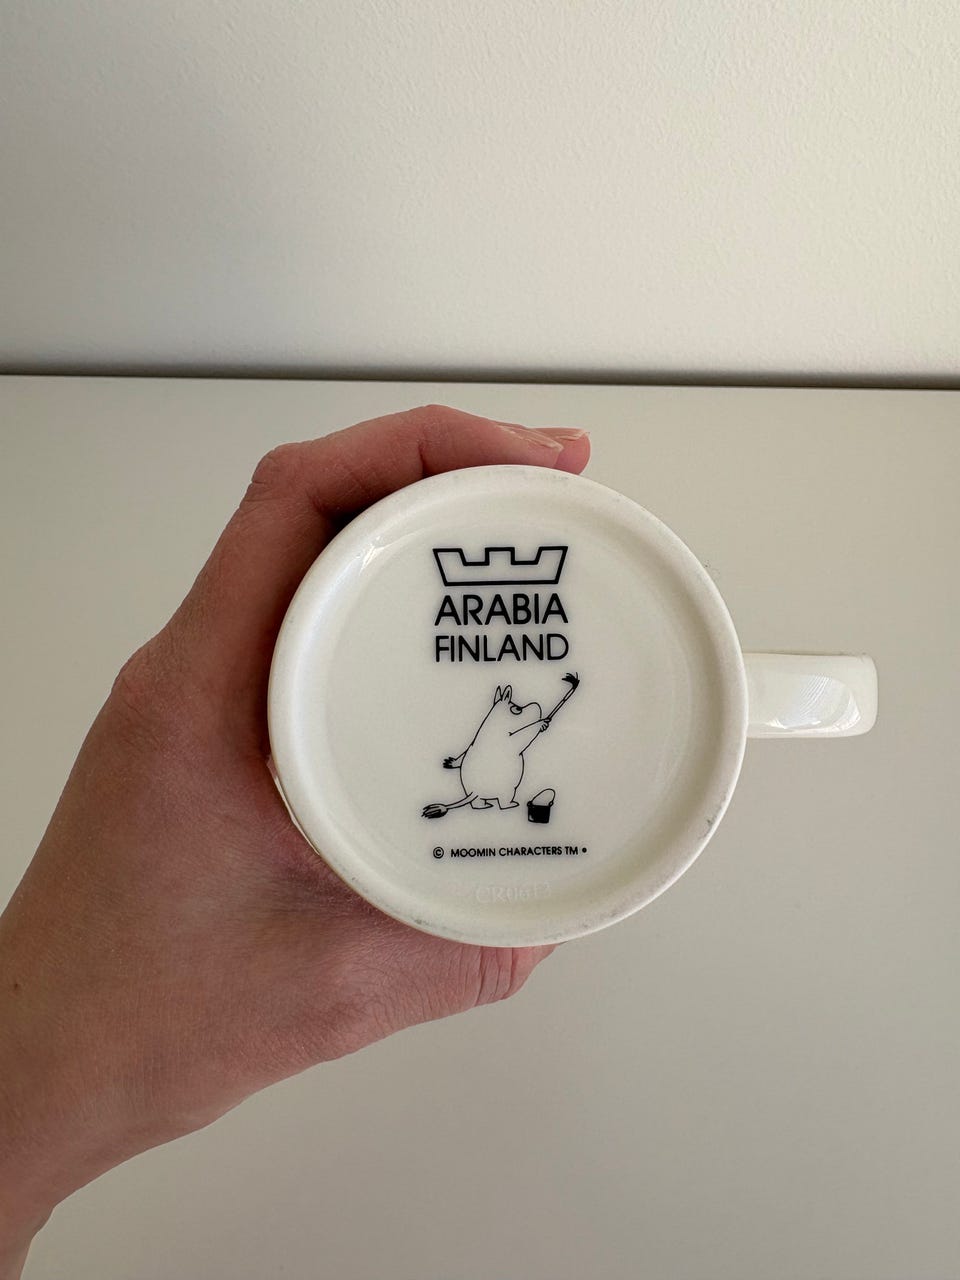 ARABIA
FINLAND
© MOOMIN CHARACTERS TM •